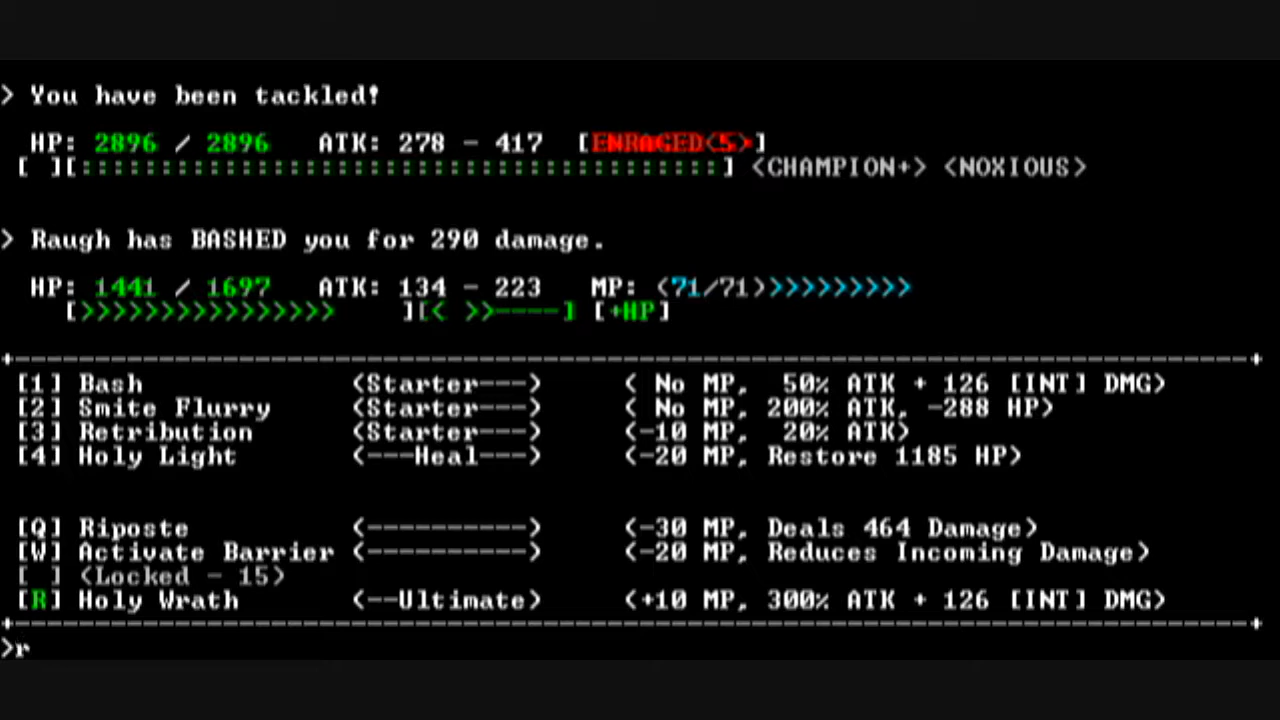 > You have been tackled!
HP: 2896 / 2896   ATK: 278 - 417  [ENRAGED<5>]
[ ][::::::::::::::::::::::::::::::::::::::::] <CHAMPION+> <NOXIOUS>
> Raugh has BASHED you for 290 damage.
HP: 1441 / 1697   ATK: 134 - 223   MP: (71/71)>>>>>>>>>
[>>>>>>>>>>>>>>>>    ][< >>----] [+HP]
+------------------------------------------------------------------------------+
[1] Bash             <Starter--->     ( No MP,  50% ATK + 126 [INT] DMG)
[2] Smite Flurry     <Starter--->     ( No MP, 200% ATK, -288 HP)
[3] Retribution      <Starter--->     (-10 MP,  20% ATK)
[4] Holy Light       <---Heal--->     (-20 MP, Restore 1185 HP)
[Q] Riposte          <---------->     (-30 MP, Deals 464 Damage)
[W] Activate Barrier <---------->     (-20 MP, Reduces Incoming Damage)
[ ] (Locked - 15)
[R] Holy Wrath       <--Ultimate>     (+10 MP, 300% ATK + 126 [INT] DMG)
+------------------------------------------------------------------------------+
>r